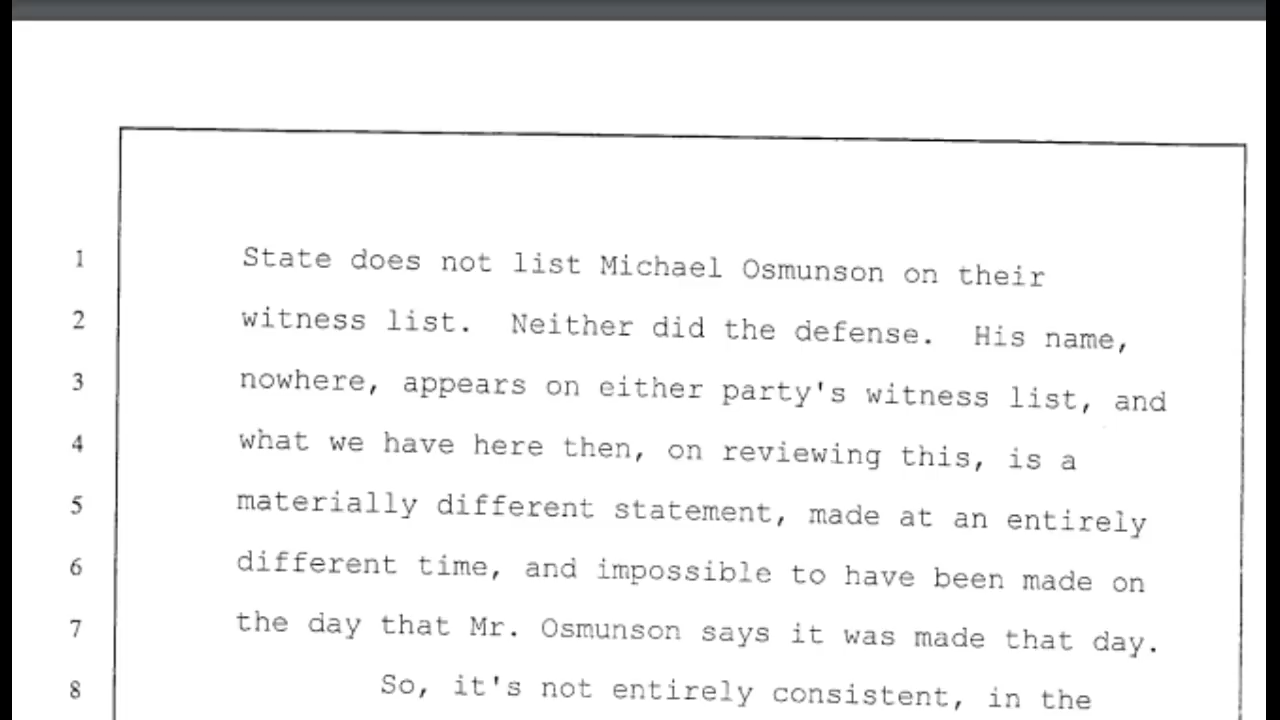 1 State does not list Michael Osmunson on their
2 witness list. Neither did the defense. His name,
3 nowhere, appears on either party's witness list, and
4 what we have here then, on reviewing this, is a
5 materially different statement, made at an entirely
6 different time, and impossible to have been made on
7 the day that Mr. Osmunson says it was made that day.
8 So, it's not entirely consistent, in the